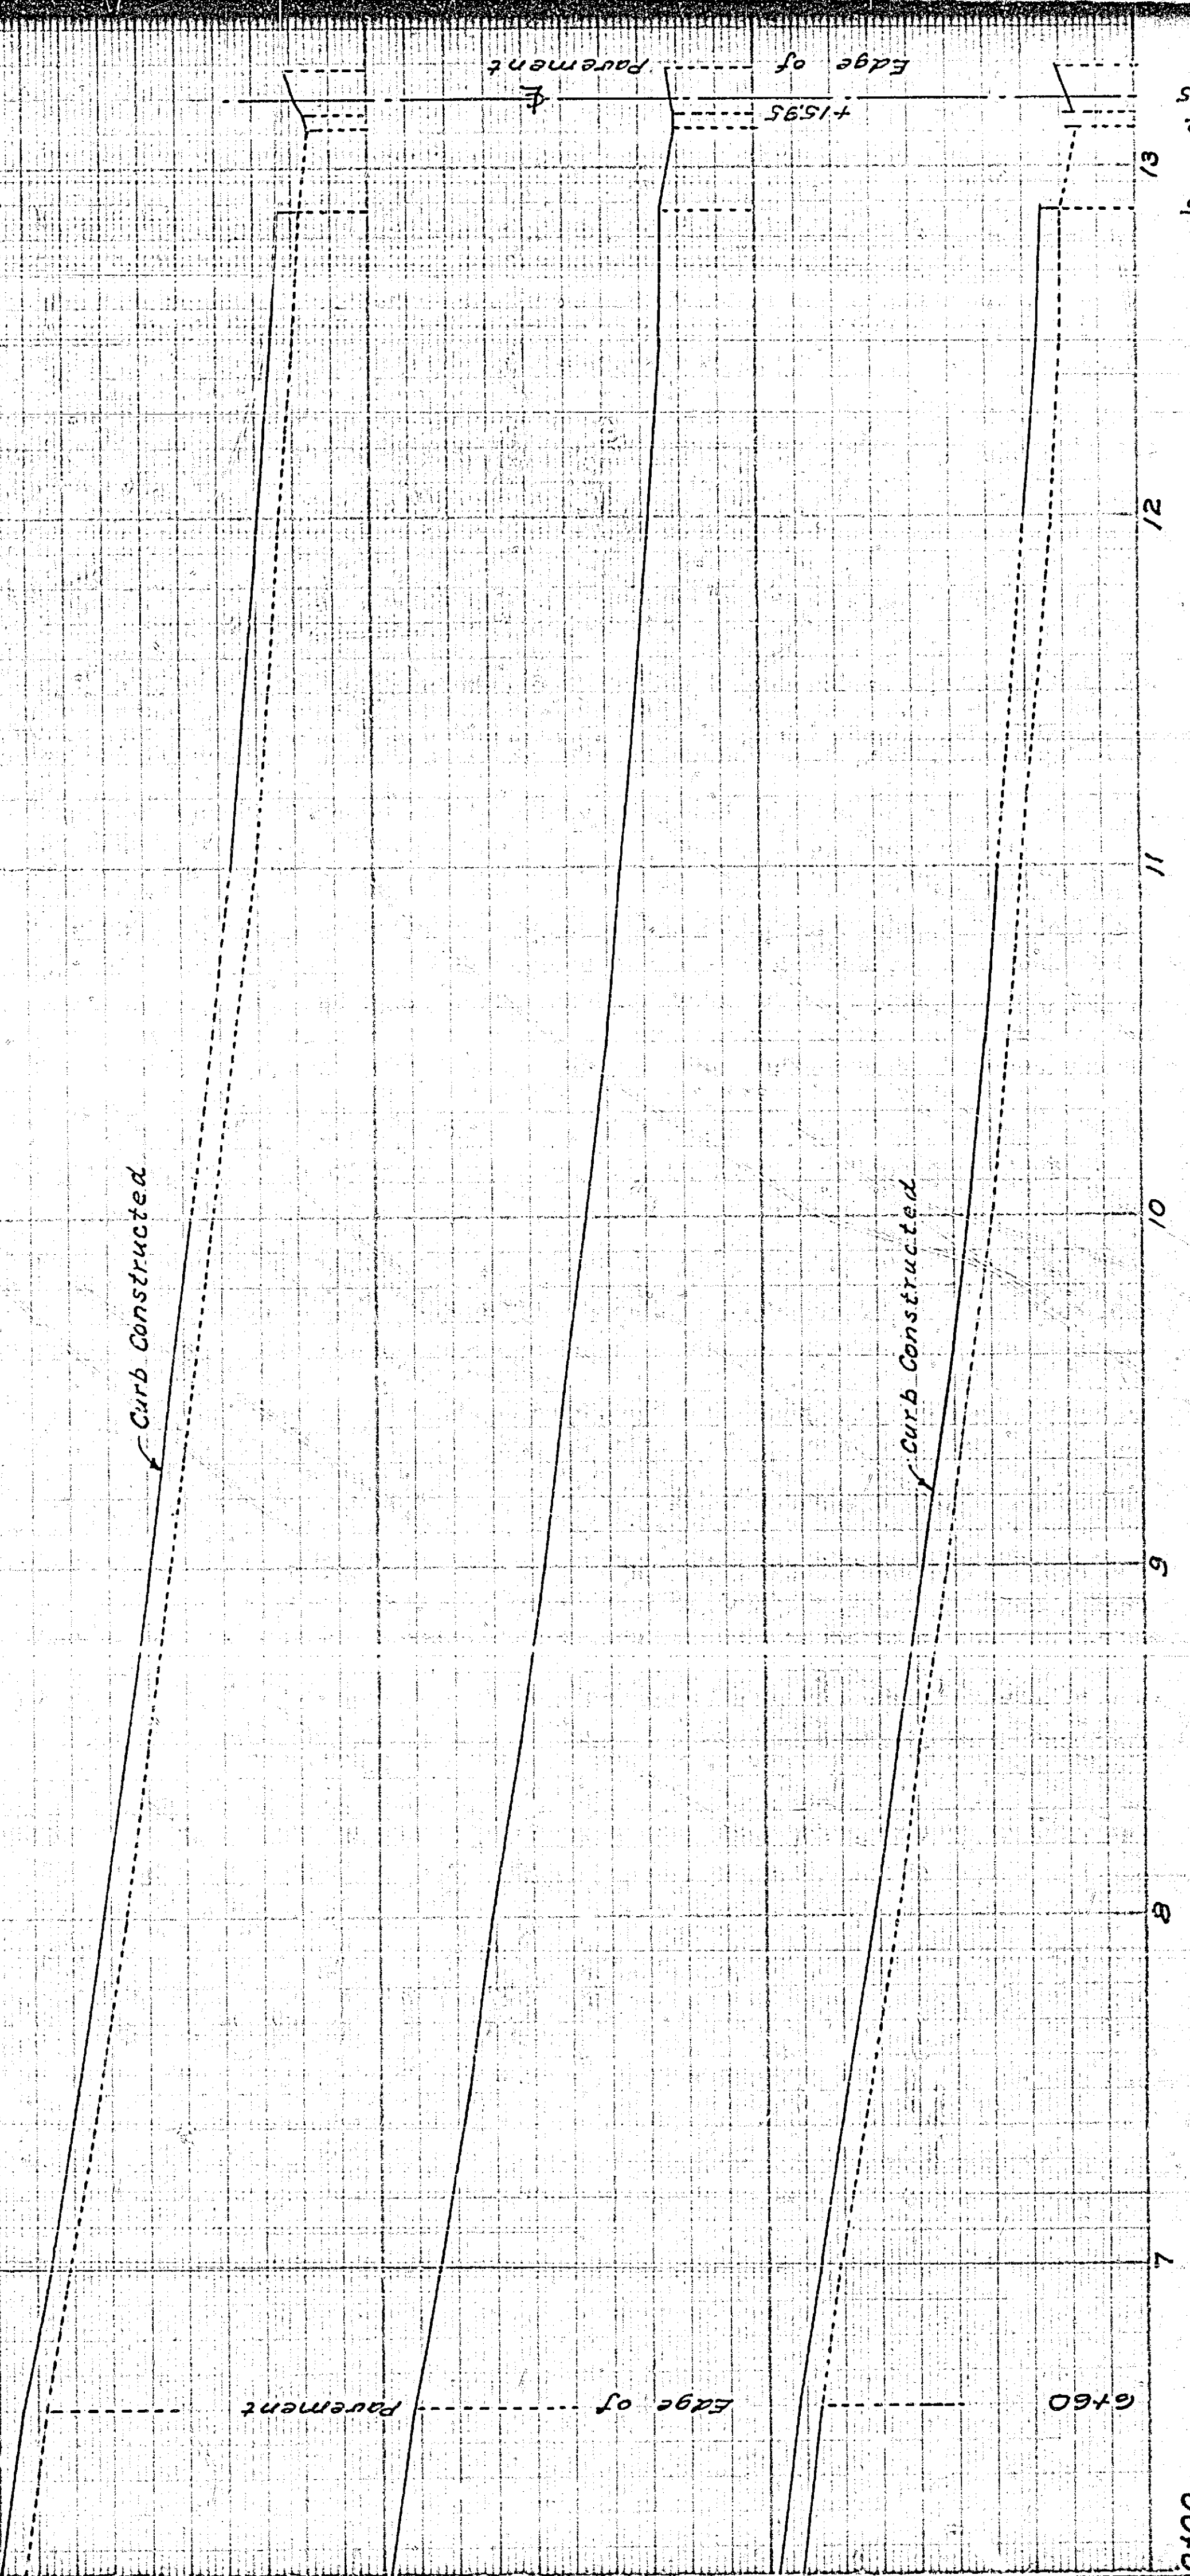 Edge of Pavement
℄
+15.95
13
12
11
Curb Constructed
Curb Constructed
10
9
8
7
Edge of Pavement
6+60